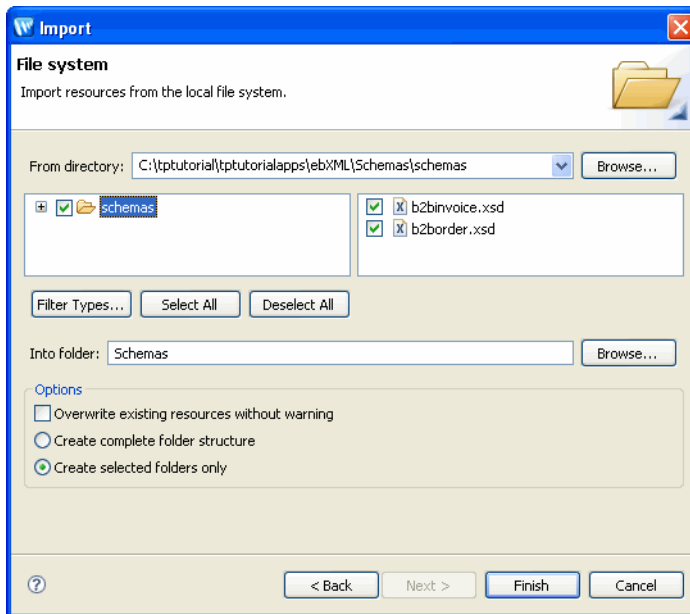 Import
File system
Import resources from the local file system.
From directory: C:\tptutorial\tptutorialapps\ebXML\Schemas\schemas Browse...
schemas
b2binvoice.xsd
b2border.xsd
Filter Types... Select All Deselect All
Into folder: Schemas Browse...
Options
Overwrite existing resources without warning
Create complete folder structure
Create selected folders only
? < Back Next > Finish Cancel